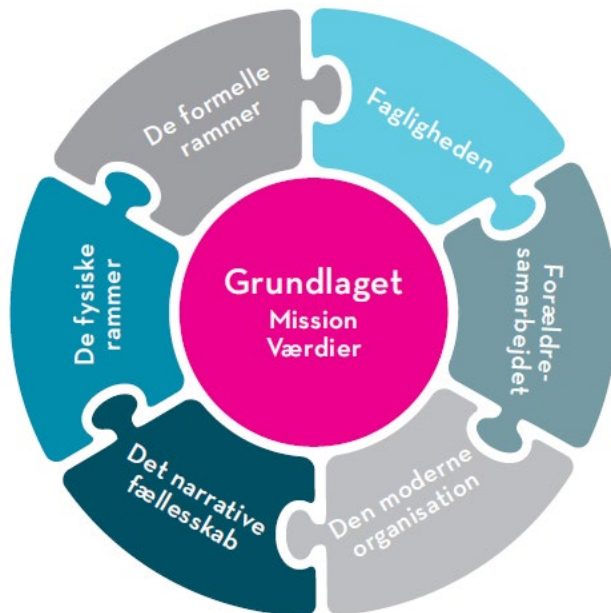 De formelle
rammer
Fagligheden
Forældre-
samarbejdet
Den moderne
organisation
Det narrative
fællesskab
De fysiske
rammer
Grundlaget
Mission
Værdier